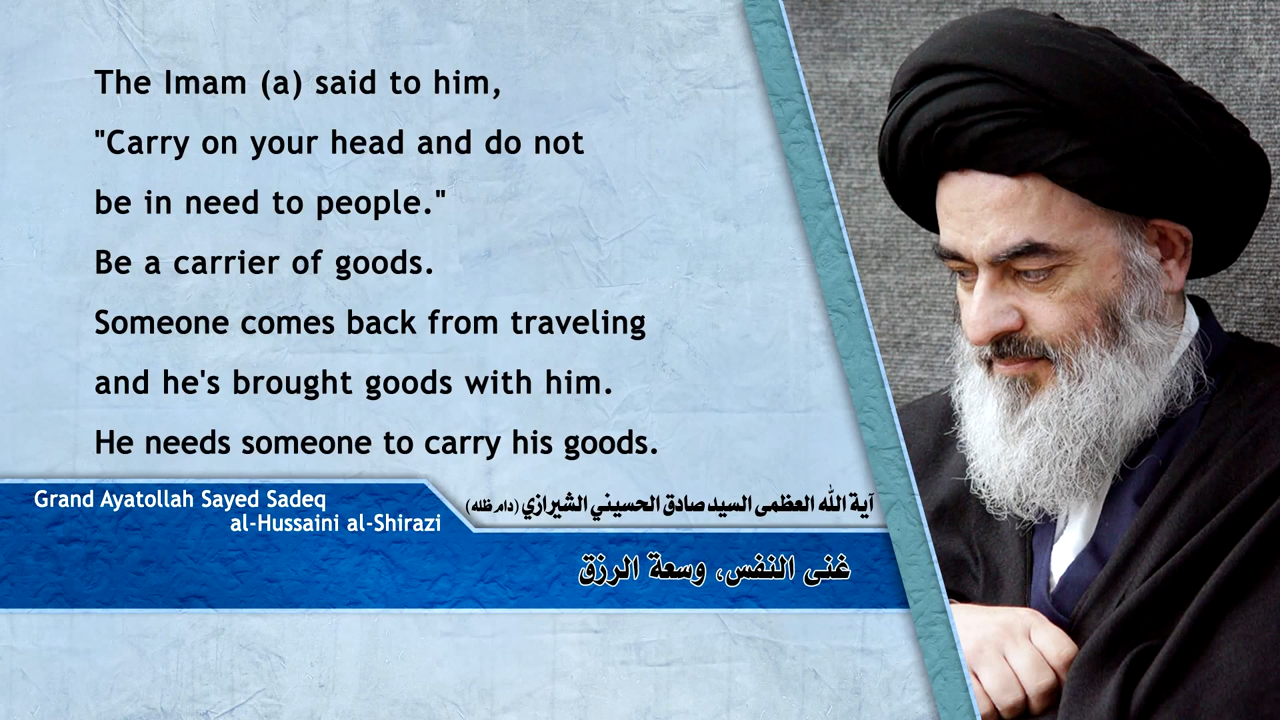 The Imam (a) said to him,
"Carry on your head and do not
be in need to people."
Be a carrier of goods.
Someone comes back from traveling
and he's brought goods with him.
He needs someone to carry his goods.
Grand Ayatollah Sayed Sadeq
al-Hussaini al-Shirazi
آية الله العظمى السيد صادق الحسيني الشيرازي (دام ظله)
غنى النفس، وسعة الرزق